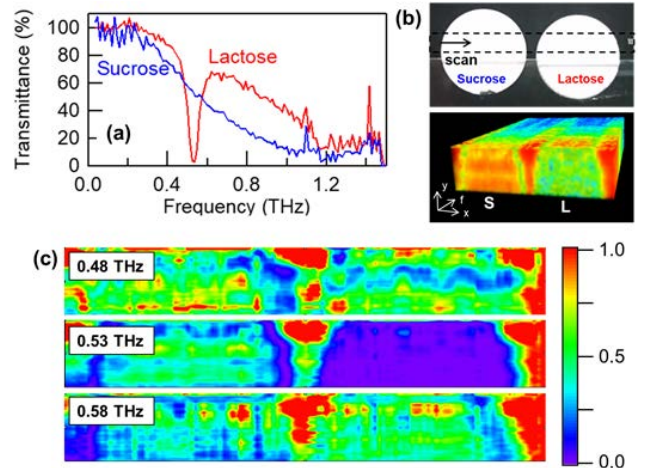 (a)
100
80
60
40
20
0
Transmittance (%)
Sucrose
Lactose
0.0
0.4
0.8
1.2
Frequency (THz)
(b)
scan
Sucrose
Lactose
y
f
x
S
L
(c)
0.48 THz
0.53 THz
0.58 THz
1.0
0.5
0.0